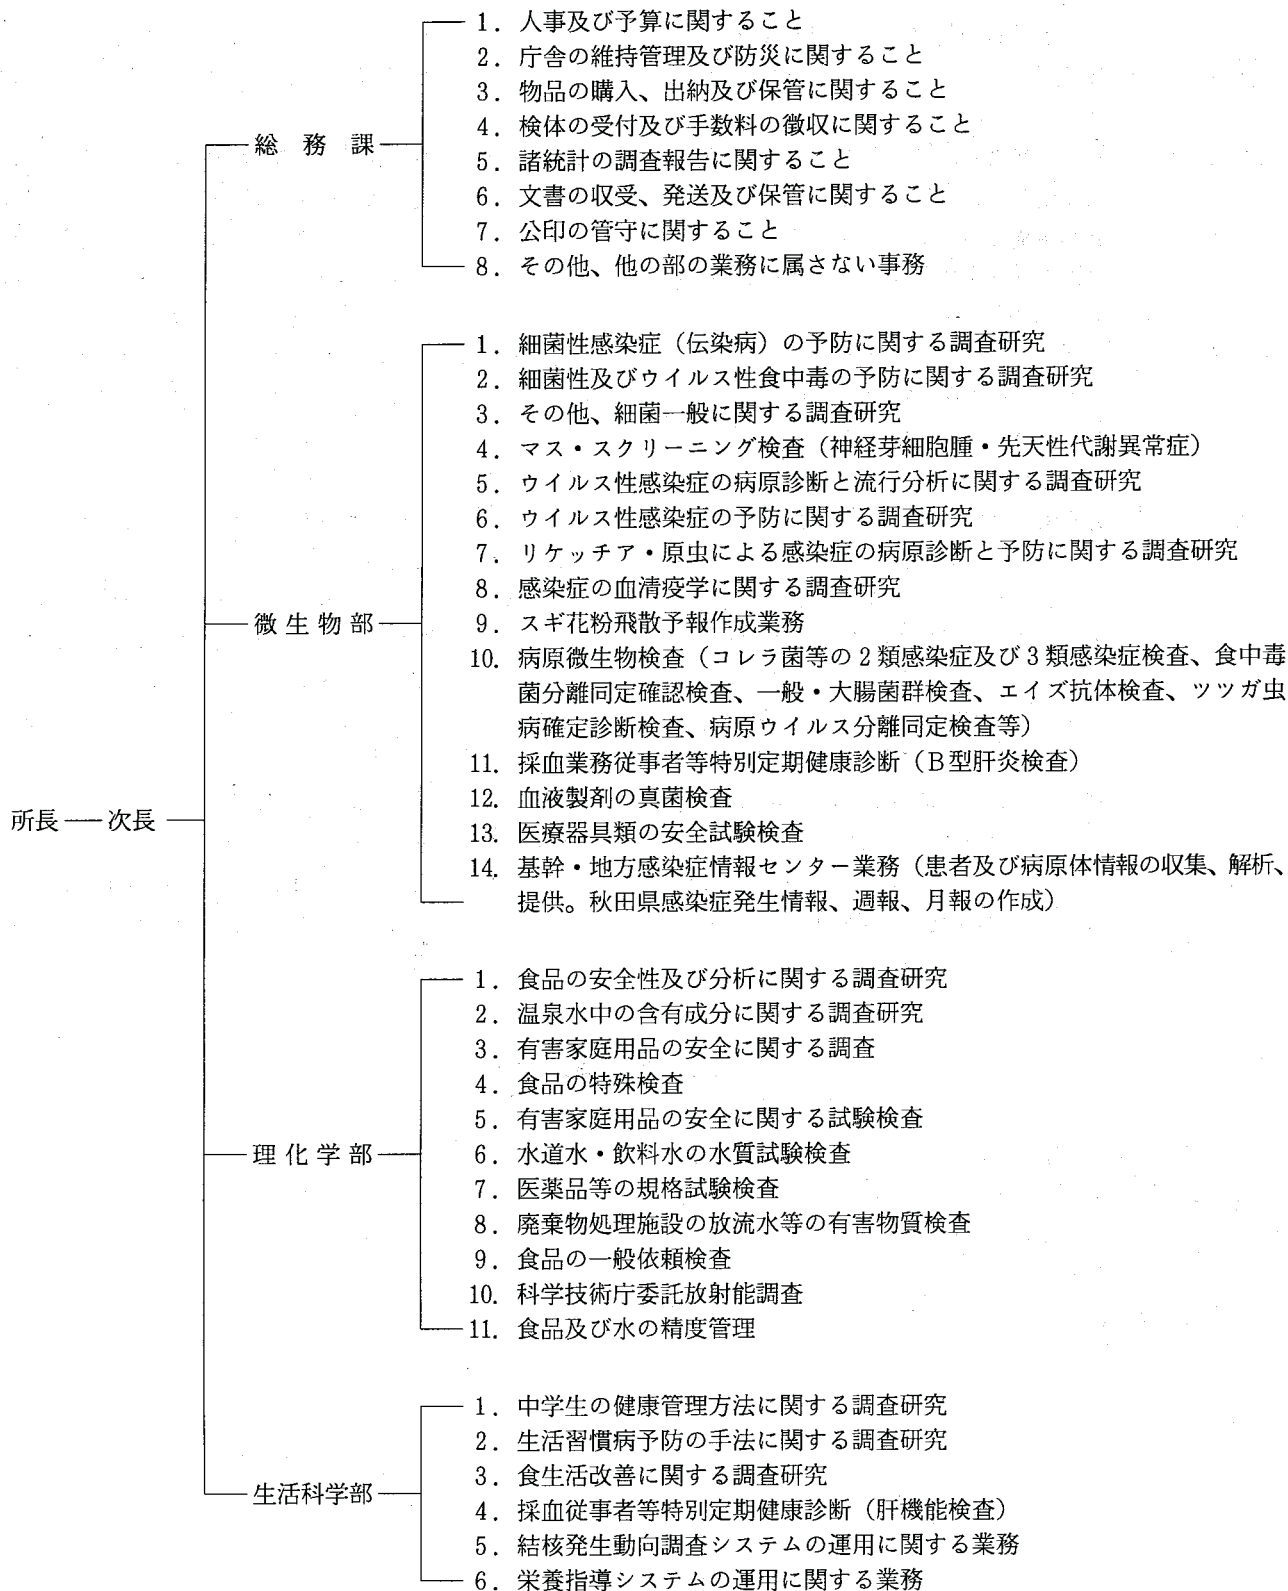 所長
次長
総務課
1. 人事及び予算に関すること
2. 庁舎の維持管理及び防災に関すること
3. 物品の購入、出納及び保管に関すること
4. 検体の受付及び手数料の徴収に関すること
5. 諸統計の調査報告に関すること
6. 文書の収受、発送及び保管に関すること
7. 公印の管守に関すること
8. その他、他の部の業務に属さない事務
微生物部
1. 細菌性感染症（伝染病）の予防に関する調査研究
2. 細菌性及びウイルス性食中毒の予防に関する調査研究
3. その他、細菌一般に関する調査研究
4. マス・スクリーニング検査（神経芽細胞腫・先天性代謝異常症）
5. ウイルス性感染症の病原診断と流行分析に関する調査研究
6. ウイルス性感染症の予防に関する調査研究
7. リケッチア・原虫による感染症の病原診断と予防に関する調査研究
8. 感染症の血清疫学に関する調査研究
9. スギ花粉飛散予報作成業務
10. 病原微生物検査（コレラ菌等の2類感染症及び3類感染症検査、食中毒
菌分離同定確認検査、一般・大腸菌群検査、エイズ抗体検査、ツツガ虫
病確定診断検査、病原ウイルス分離同定検査等）
11. 採血業務従事者等特別定期健康診断（B型肝炎検査）
12. 血液製剤の真菌検査
13. 医療器具類の安全試験検査
14. 基幹・地方感染症情報センター業務（患者及び病原体情報の収集、解析、
提供。秋田県感染症発生情報、週報、月報の作成）
理化学部
1. 食品の安全性及び分析に関する調査研究
2. 温泉水中の含有成分に関する調査研究
3. 有害家庭用品の安全に関する調査
4. 食品の特殊検査
5. 有害家庭用品の安全に関する試験検査
6. 水道水・飲料水の水質試験検査
7. 医薬品等の規格試験検査
8. 廃棄物処理施設の放流水等の有害物質検査
9. 食品の一般依頼検査
10. 科学技術庁委託放射能調査
11. 食品及び水の精度管理
生活科学部
1. 中学生の健康管理方法に関する調査研究
2. 生活習慣病予防の手法に関する調査研究
3. 食生活改善に関する調査研究
4. 採血従事者等特別定期健康診断（肝機能検査）
5. 結核発生動向調査システムの運用に関する業務
6. 栄養指導システムの運用に関する業務